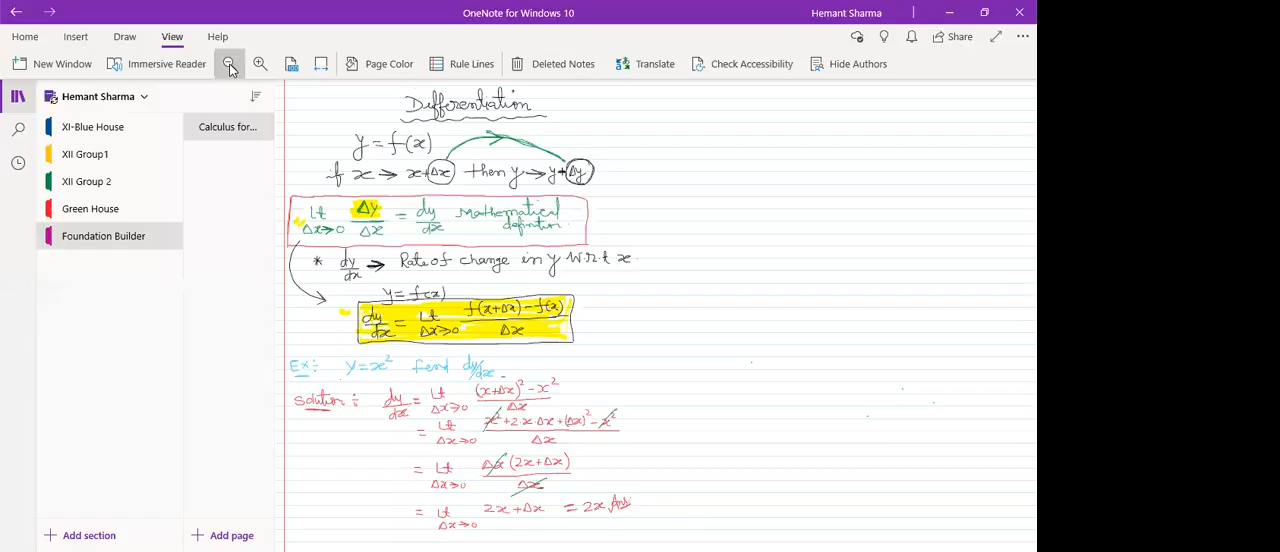 OneNote for Windows 10
Hemant Sharma
Home Insert Draw View Help
Share
New Window Immersive Reader Page Color Rule Lines Deleted Notes Translate Check Accessibility Hide Authors
Hemant Sharma
XI-Blue House
XII Group1
XII Group 2
Green House
Foundation Builder
Calculus for...
Add section
Add page
Differentiation
y = f(x)
if x → x+Δx then y → y+Δy
Lt Δx→0 Δy/Δx = dy/dx Mathematical definition
* dy/dx → Rate of change in y w.r.t x.
y = f(x)
dy/dx = Lt Δx→0 (f(x+Δx) - f(x))/Δx
Ex:- y = x² find dy/dx.
Solution:- dy/dx = Lt Δx→0 ((x+Δx)² - x²)/Δx
= Lt Δx→0 (x² + 2.x.Δx + (Δx)² - x²)/Δx
= Lt Δx→0 Δx(2x+Δx)/Δx
= Lt Δx→0 2x+Δx = 2x Ans: